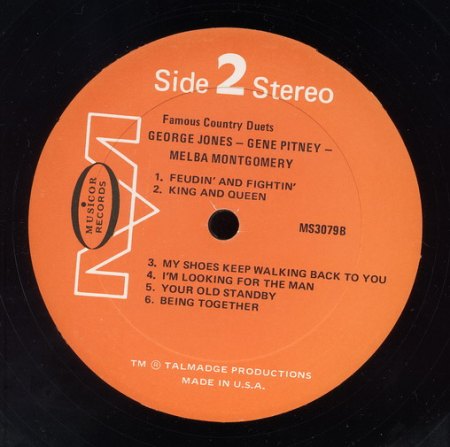 Side 2 Stereo
Famous Country Duets
GEORGE JONES – GENE PITNEY –
MELBA MONTGOMERY
1. FEUDIN' AND FIGHTIN'
2. KING AND QUEEN
MUSICOR
RECORDS
MS3079B
3. MY SHOES KEEP WALKING BACK TO YOU
4. I'M LOOKING FOR THE MAN
5. YOUR OLD STANDBY
6. BEING TOGETHER
TM ® TALMADGE PRODUCTIONS
MADE IN U.S.A.